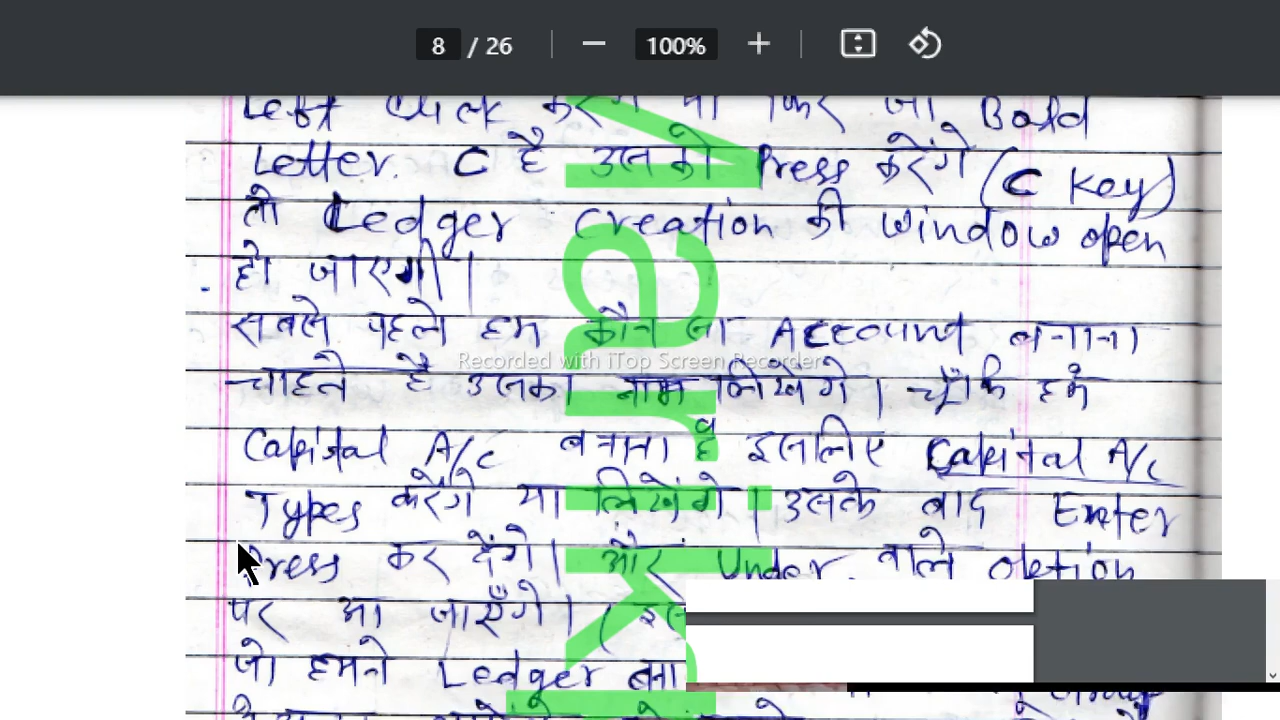 8 / 26
100%
Left Click करेंगे या फिर जो Bold
Letter. C है उसको Press करेंगे (C Key)
तो Ledger Creation की window open
हो जाएगी।
सबसे पहले हम कौन सा Account बनाना
चाहते है उसका नाम लिखेंगे। चूँकि हमें
Capital A/c बनाना है इसलिए Capital A/c
Types करेंगे या लिखेंगे। उसके बाद Enter
Press कर देंगे। और Under. वाले option
पर आ जाएँगे। (
जो हमने Ledger बना
Recorded with iTop Screen Recorder